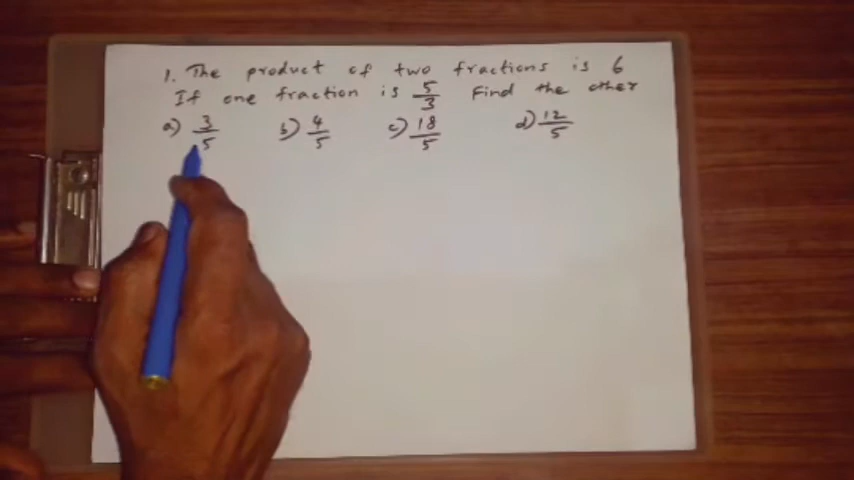 1. The product of two fractions is 6
If one fraction is 5/3 Find the other
a) 3/5 b) 4/5 c) 18/5 d) 12/5